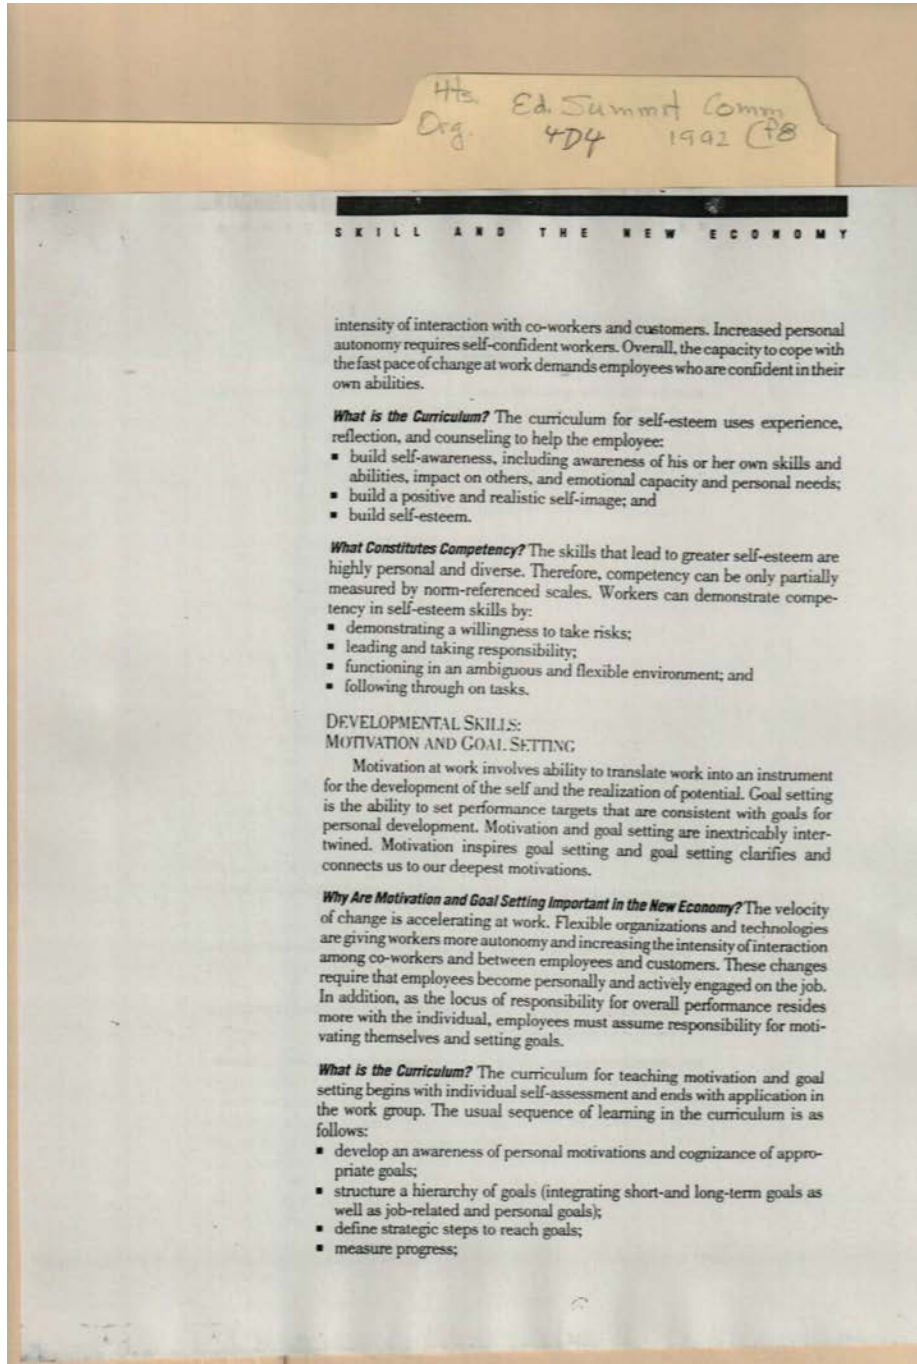 Hts. Ed. Summit Comm
Org. 4D4 1992 CP8
SKILL AND THE NEW ECONOMY
intensity of interaction with co-workers and customers. Increased personal
autonomy requires self-confident workers. Overall, the capacity to cope with
the fast pace of change at work demands employees who are confident in their
own abilities.
What is the Curriculum? The curriculum for self-esteem uses experience,
reflection, and counseling to help the employee:
▪ build self-awareness, including awareness of his or her own skills and
abilities, impact on others, and emotional capacity and personal needs;
▪ build a positive and realistic self-image; and
▪ build self-esteem.
What Constitutes Competency? The skills that lead to greater self-esteem are
highly personal and diverse. Therefore, competency can be only partially
measured by norm-referenced scales. Workers can demonstrate compe-
tency in self-esteem skills by:
▪ demonstrating a willingness to take risks;
▪ leading and taking responsibility;
▪ functioning in an ambiguous and flexible environment; and
▪ following through on tasks.
DEVELOPMENTAL SKILLS:
MOTIVATION AND GOAL SETTING
Motivation at work involves ability to translate work into an instrument
for the development of the self and the realization of potential. Goal setting
is the ability to set performance targets that are consistent with goals for
personal development. Motivation and goal setting are inextricably inter-
twined. Motivation inspires goal setting and goal setting clarifies and
connects us to our deepest motivations.
Why Are Motivation and Goal Setting Important in the New Economy? The velocity
of change is accelerating at work. Flexible organizations and technologies
are giving workers more autonomy and increasing the intensity of interaction
among co-workers and between employees and customers. These changes
require that employees become personally and actively engaged on the job.
In addition, as the locus of responsibility for overall performance resides
more with the individual, employees must assume responsibility for moti-
vating themselves and setting goals.
What is the Curriculum? The curriculum for teaching motivation and goal
setting begins with individual self-assessment and ends with application in
the work group. The usual sequence of learning in the curriculum is as
follows:
▪ develop an awareness of personal motivations and cognizance of appro-
priate goals;
▪ structure a hierarchy of goals (integrating short-and long-term goals as
well as job-related and personal goals);
▪ define strategic steps to reach goals;
▪ measure progress;